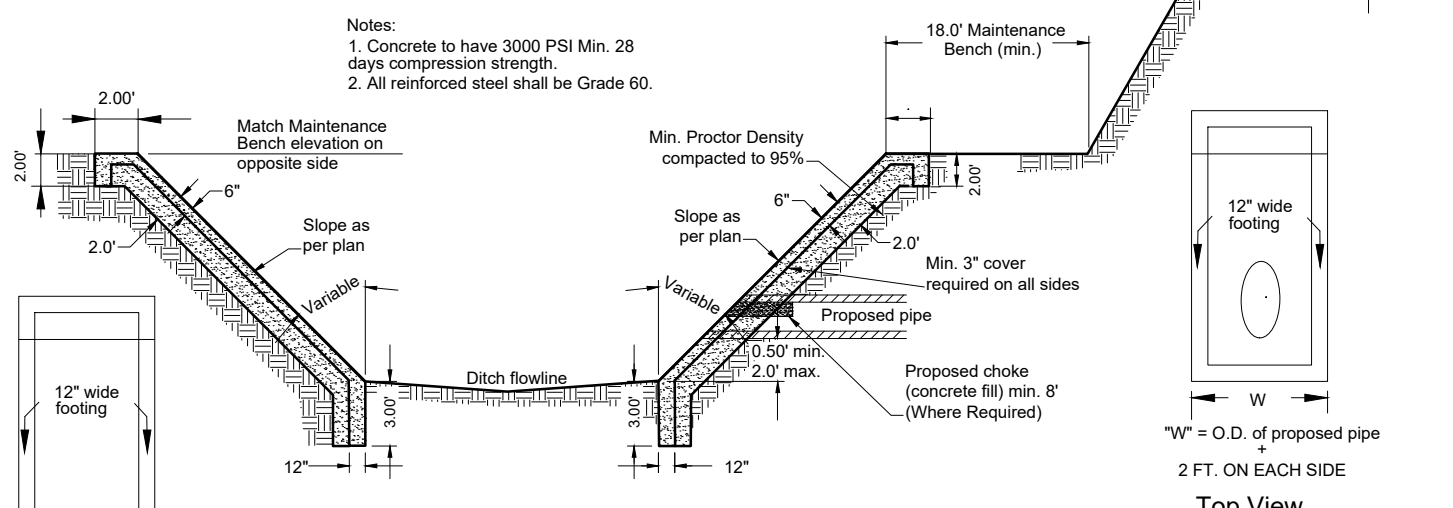 Notes:
1. Concrete to have 3000 PSI Min. 28
days compression strength.
2. All reinforced steel shall be Grade 60.
18.0' Maintenance
Bench (min.)
2.00'
2.00'
Match Maintenance
Bench elevation on
opposite side
6"
Slope as
per plan
2.0'
Variable
12" wide
footing
Ditch flowline
3.00'
12"
Min. Proctor Density
compacted to 95%
6"
2.00'
Slope as
per plan
2.0'
Min. 3" cover
required on all sides
Variable
Proposed pipe
0.50' min.
2.0' max.
Proposed choke
(concrete fill) min. 8'
(Where Required)
3.00'
12"
12" wide
footing
W
"W" = O.D. of proposed pipe
+
2 FT. ON EACH SIDE
Top View